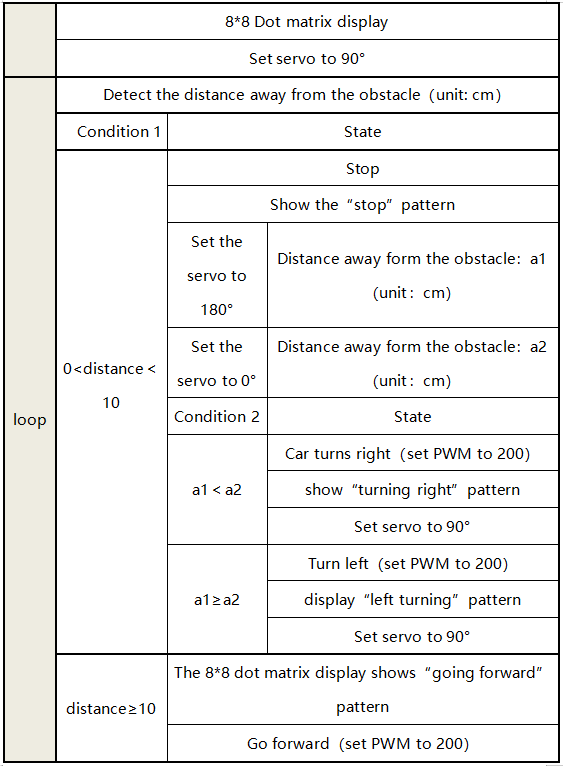 8*8 Dot matrix display
Set servo to 90°
loop
Detect the distance away from the obstacle（unit: cm）
Condition 1
State
0<distance<
10
Stop
Show the “stop” pattern
Set the
servo to
180°
Distance away form the obstacle: a1
(unit：cm)
Set the
servo to 0°
Distance away form the obstacle: a2
(unit：cm)
Condition 2
State
a1 < a2
Car turns right（set PWM to 200）
show “turning right” pattern
Set servo to 90°
a1≥a2
Turn left（set PWM to 200）
display “left turning” pattern
Set servo to 90°
distance≥10
The 8*8 dot matrix display shows “going forward”
pattern
Go forward（set PWM to 200）